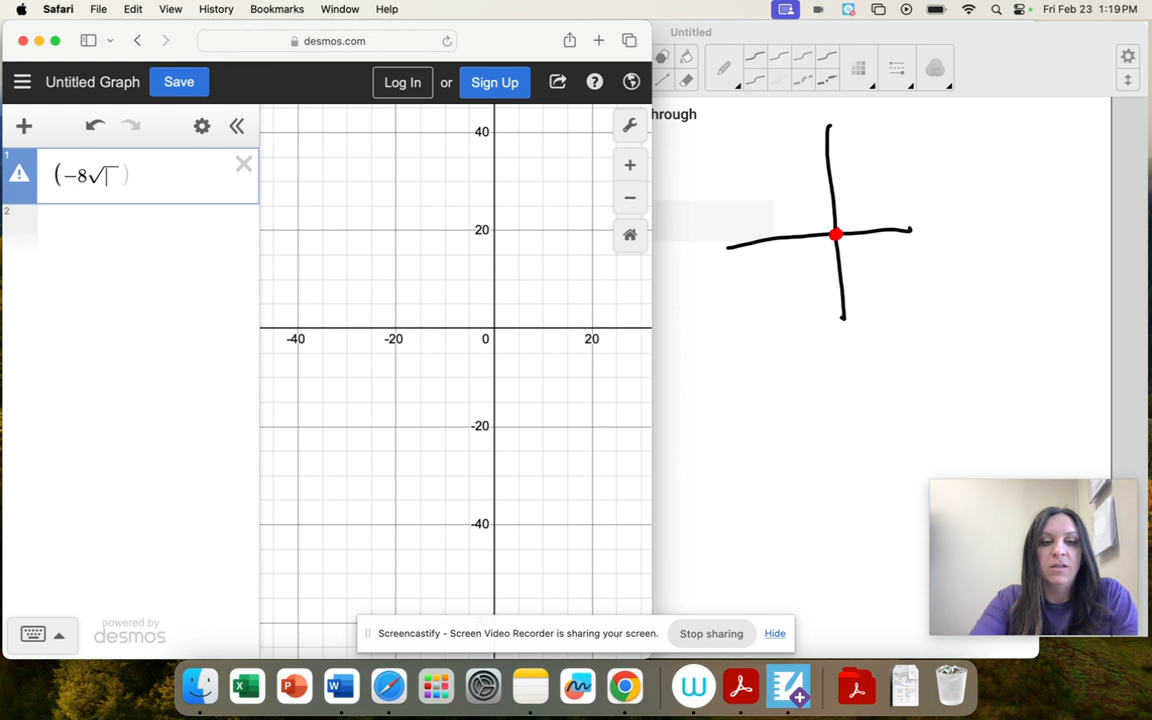 Safari File Edit View History Bookmarks Window Help Fri Feb 23 1:19 PM
desmos.com
Untitled
Untitled Graph Save Log In or Sign Up
hrough
1
(−8√ )
2
40
20
-40 -20 0 20
-20
-40
powered by
desmos
Screencastify - Screen Video Recorder is sharing your screen. Stop sharing Hide